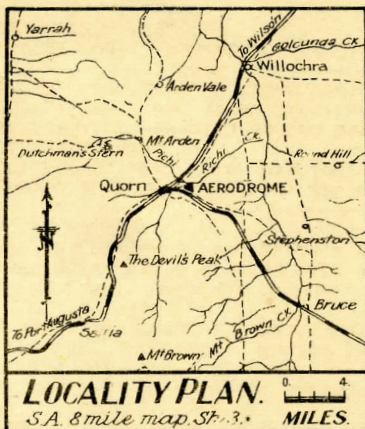 Yarrah
To Wilson
Golcunda Ck
Willochra
Arden Vale
Mt Arden
Dutchman's Stern
Pichi Richi Ck.
Round Hill
Quorn
AERODROME
N
Stephenston
The Devil's Peak
Bruce
To Port Augusta
Mt Brown Ck.
Mt Brown
LOCALITY PLAN.
0. 4.
S.A. 8 mile map. Sh. 3.
MILES.